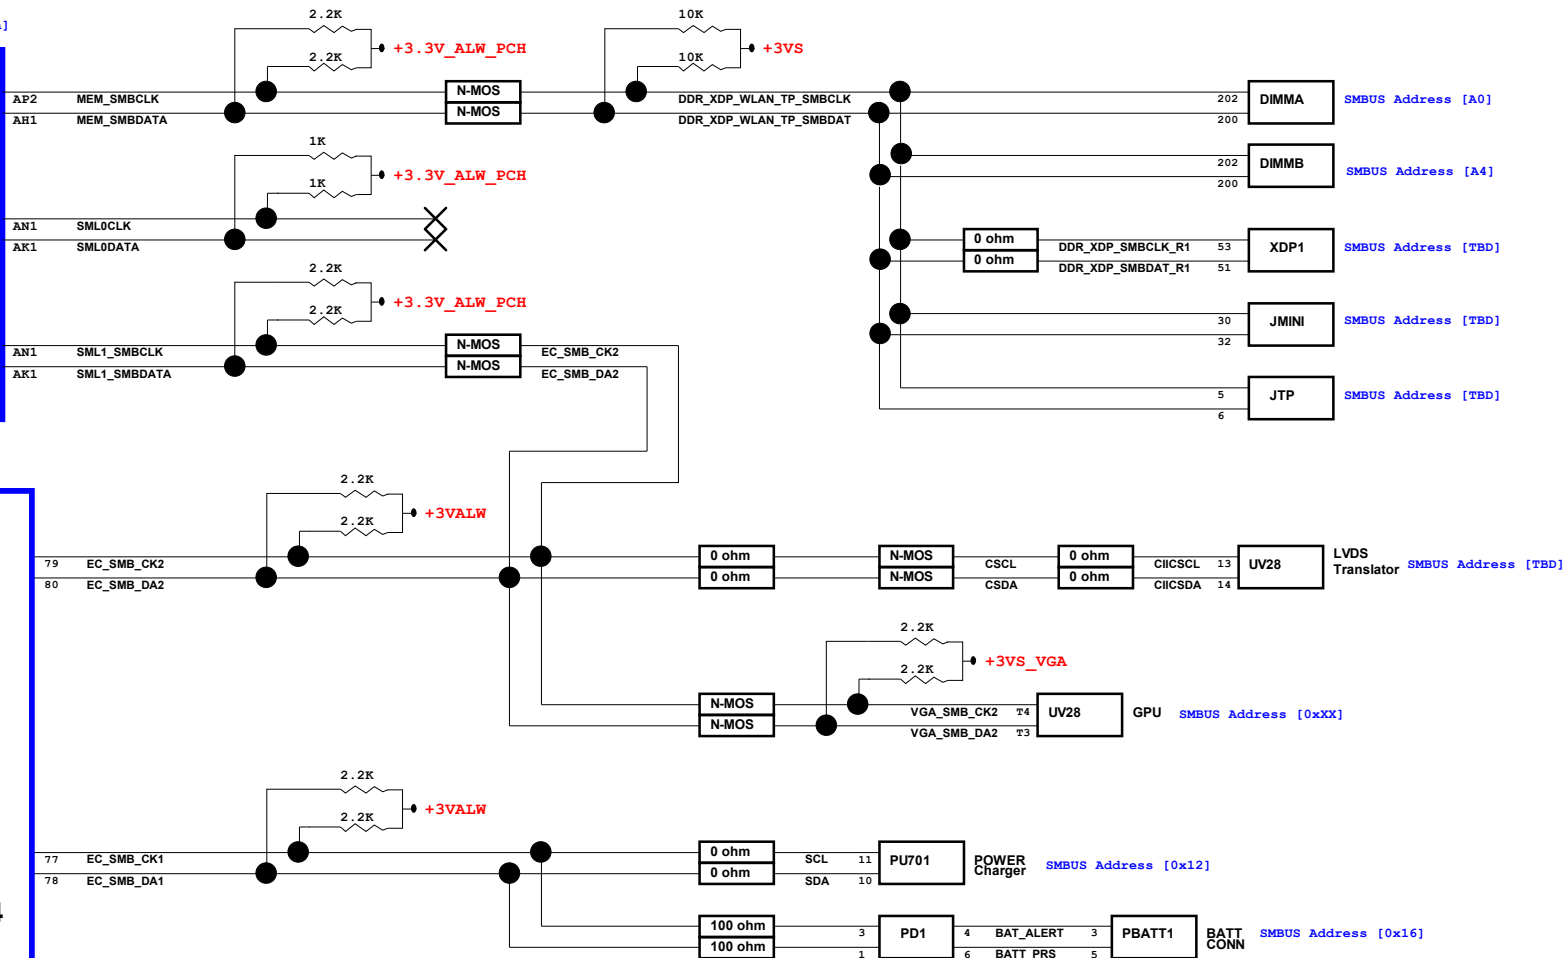 2.2K
10K
+3.3V_ALW_PCH
+3VS
2.2K
10K
N-MOS
AP2 MEM_SMBCLK
DDR_XDP_WLAN_TP_SMBCLK
202 DIMMA SMBUS Address [A0]
N-MOS
AH1 MEM_SMBDATA
DDR_XDP_WLAN_TP_SMBDAT
200
1K
+3.3V_ALW_PCH
1K
202 DIMMB SMBUS Address [A4]
200
AN1 SML0CLK
AK1 SML0DATA
0 ohm
DDR_XDP_SMBCLK_R1 53 XDP1 SMBUS Address [TBD]
0 ohm
DDR_XDP_SMBDAT_R1 51
2.2K
+3.3V_ALW_PCH
2.2K
30 JMINI SMBUS Address [TBD]
32
N-MOS
AN1 SML1_SMBCLK
EC_SMB_CK2
N-MOS
AK1 SML1_SMBDATA
EC_SMB_DA2
5 JTP SMBUS Address [TBD]
6
2.2K
+3VALW
2.2K
0 ohm N-MOS 0 ohm
79 EC_SMB_CK2
CSCL CIICSCL 13 UV28 LVDS
Translator SMBUS Address [TBD]
0 ohm N-MOS 0 ohm
80 EC_SMB_DA2
CSDA CIICSDA 14
2.2K
+3VS_VGA
2.2K
N-MOS
VGA_SMB_CK2 T4 UV28 GPU SMBUS Address [0xXX]
N-MOS
VGA_SMB_DA2 T3
2.2K
+3VALW
2.2K
0 ohm
77 EC_SMB_CK1
SCL 11 PU701 POWER
Charger SMBUS Address [0x12]
0 ohm
78 EC_SMB_DA1
SDA 10
100 ohm
3 PD1 4 BAT_ALERT 3 PBATT1 BATT
CONN SMBUS Address [0x16]
100 ohm
1 6 BATT_PRS 5